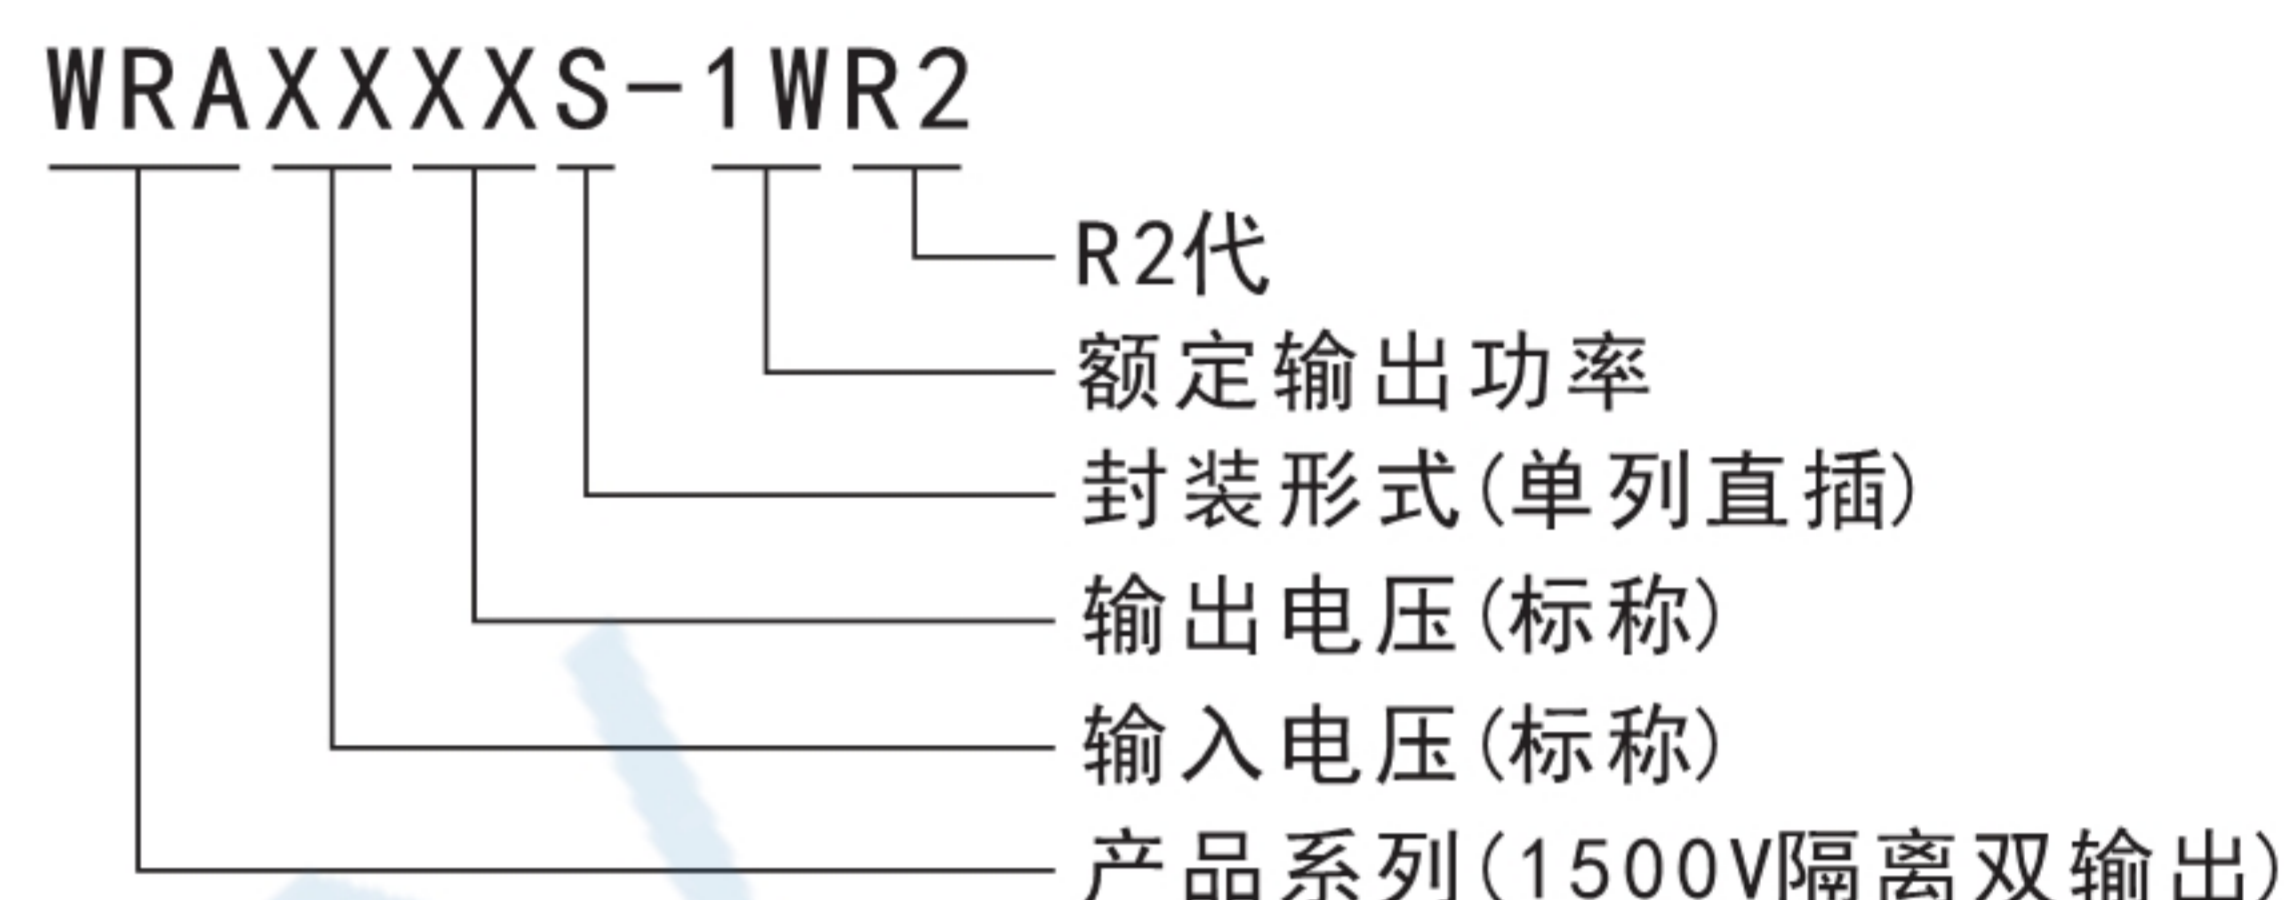 WRAXXXXS-1WR2
R2代
额定输出功率
封装形式(单列直插)
输出电压(标称)
输入电压(标称)
产品系列(1500V隔离双输出)